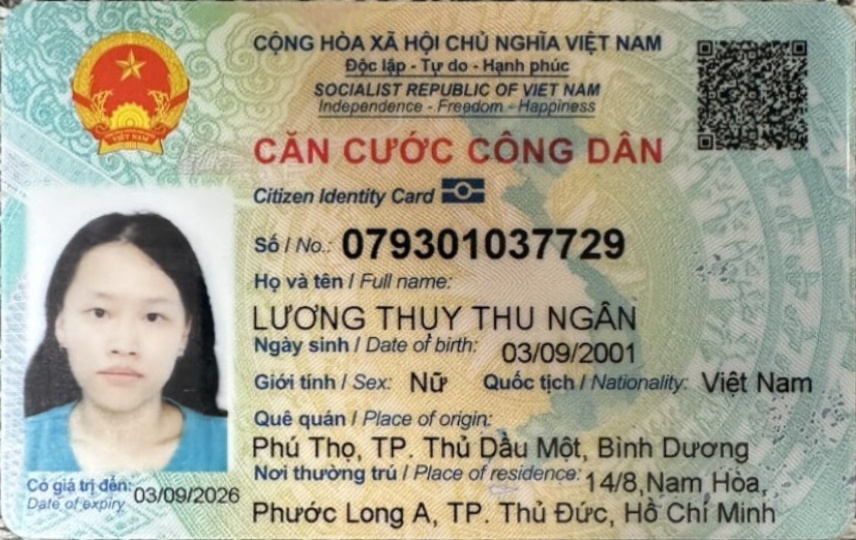 CỘNG HÒA XÃ HỘI CHỦ NGHĨA VIỆT NAM
Độc lập - Tự do - Hạnh phúc
SOCIALIST REPUBLIC OF VIET NAM
Independence - Freedom - Happiness
CĂN CƯỚC CÔNG DÂN
Citizen Identity Card
Số / No.: 079301037729
Họ và tên / Full name:
LƯƠNG THỤY THU NGÂN
Ngày sinh / Date of birth: 03/09/2001
Giới tính / Sex: Nữ Quốc tịch / Nationality: Việt Nam
Quê quán / Place of origin:
Phú Thọ, TP. Thủ Dầu Một, Bình Dương
Nơi thường trú / Place of residence: 14/8,Nam Hòa,
Phước Long A, TP. Thủ Đức, Hồ Chí Minh
Có giá trị đến: 03/09/2026
Date of expiry
VIỆT NAM